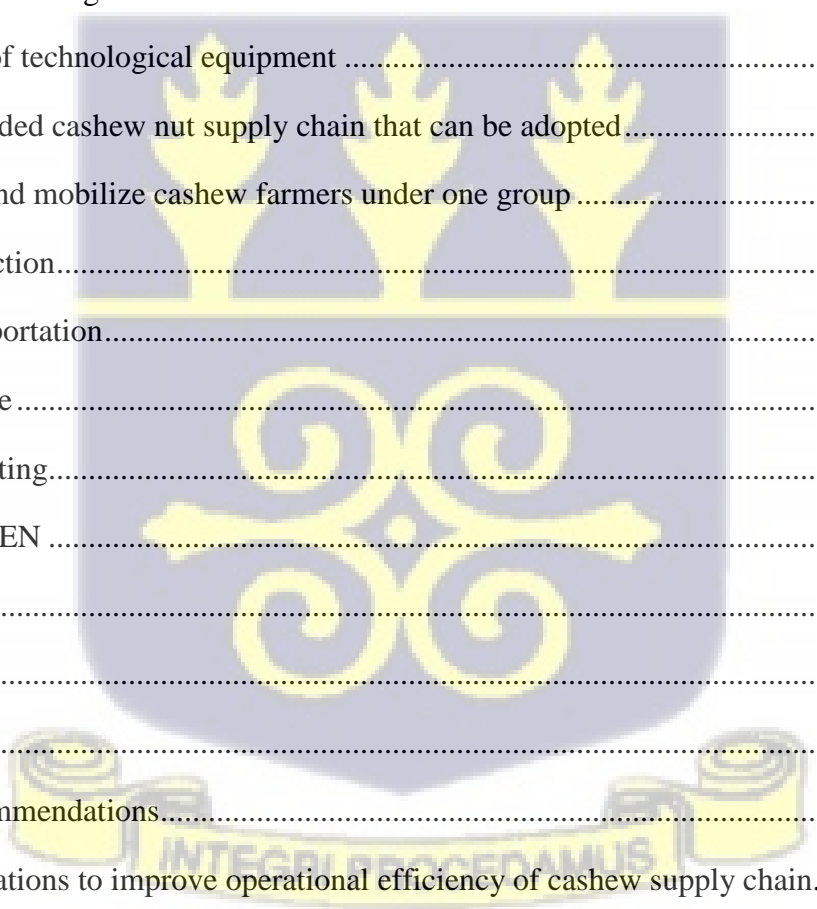 of technological equipment ....................................................
ded cashew nut supply chain that can be adopted......................
nd mobilize cashew farmers under one group ...........................
ction.........................................................................................
portation...................................................................................
e...............................................................................................
ting..........................................................................................
EN ............................................................................................
................................................................................................
................................................................................................
................................................................................................
mmendations............................................................................
INTEGRI PROCEDAMUS
ations to improve operational efficiency of cashew supply chain.